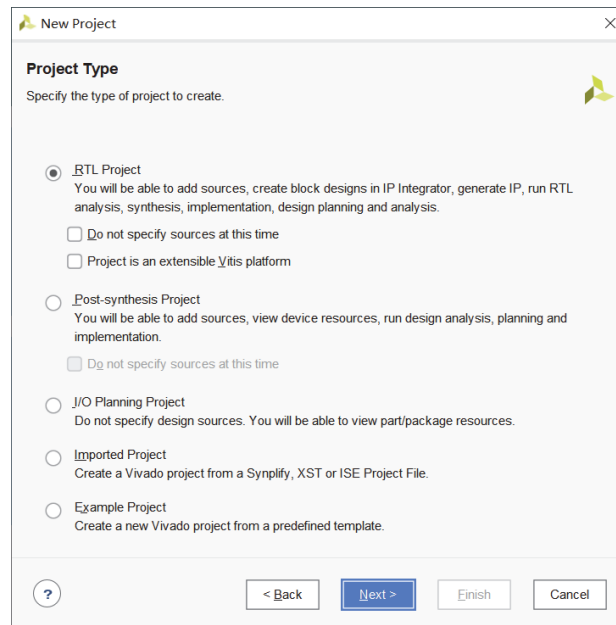 New Project
Project Type
Specify the type of project to create.
RTL Project
You will be able to add sources, create block designs in IP Integrator, generate IP, run RTL
analysis, synthesis, implementation, design planning and analysis.
Do not specify sources at this time
Project is an extensible Vitis platform
Post-synthesis Project
You will be able to add sources, view device resources, run design analysis, planning and
implementation.
Do not specify sources at this time
I/O Planning Project
Do not specify design sources. You will be able to view part/package resources.
Imported Project
Create a Vivado project from a Synplify, XST or ISE Project File.
Example Project
Create a new Vivado project from a predefined template.
? < Back Next > Finish Cancel